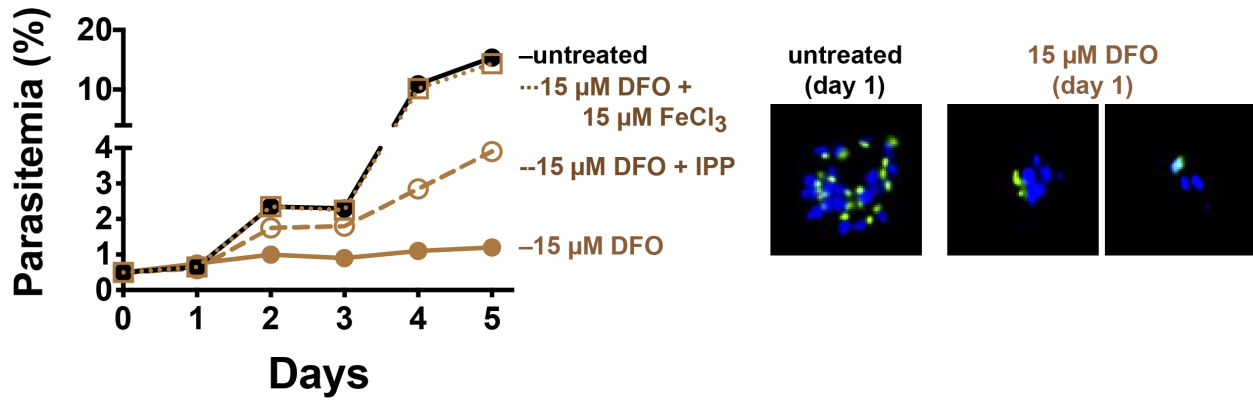 Parasitemia (%)
20
10
4
3
2
1
0
0 1 2 3 4 5
Days
–untreated
···15 µM DFO +
15 µM FeCl₃
--15 µM DFO + IPP
–15 µM DFO
untreated
(day 1)
15 µM DFO
(day 1)